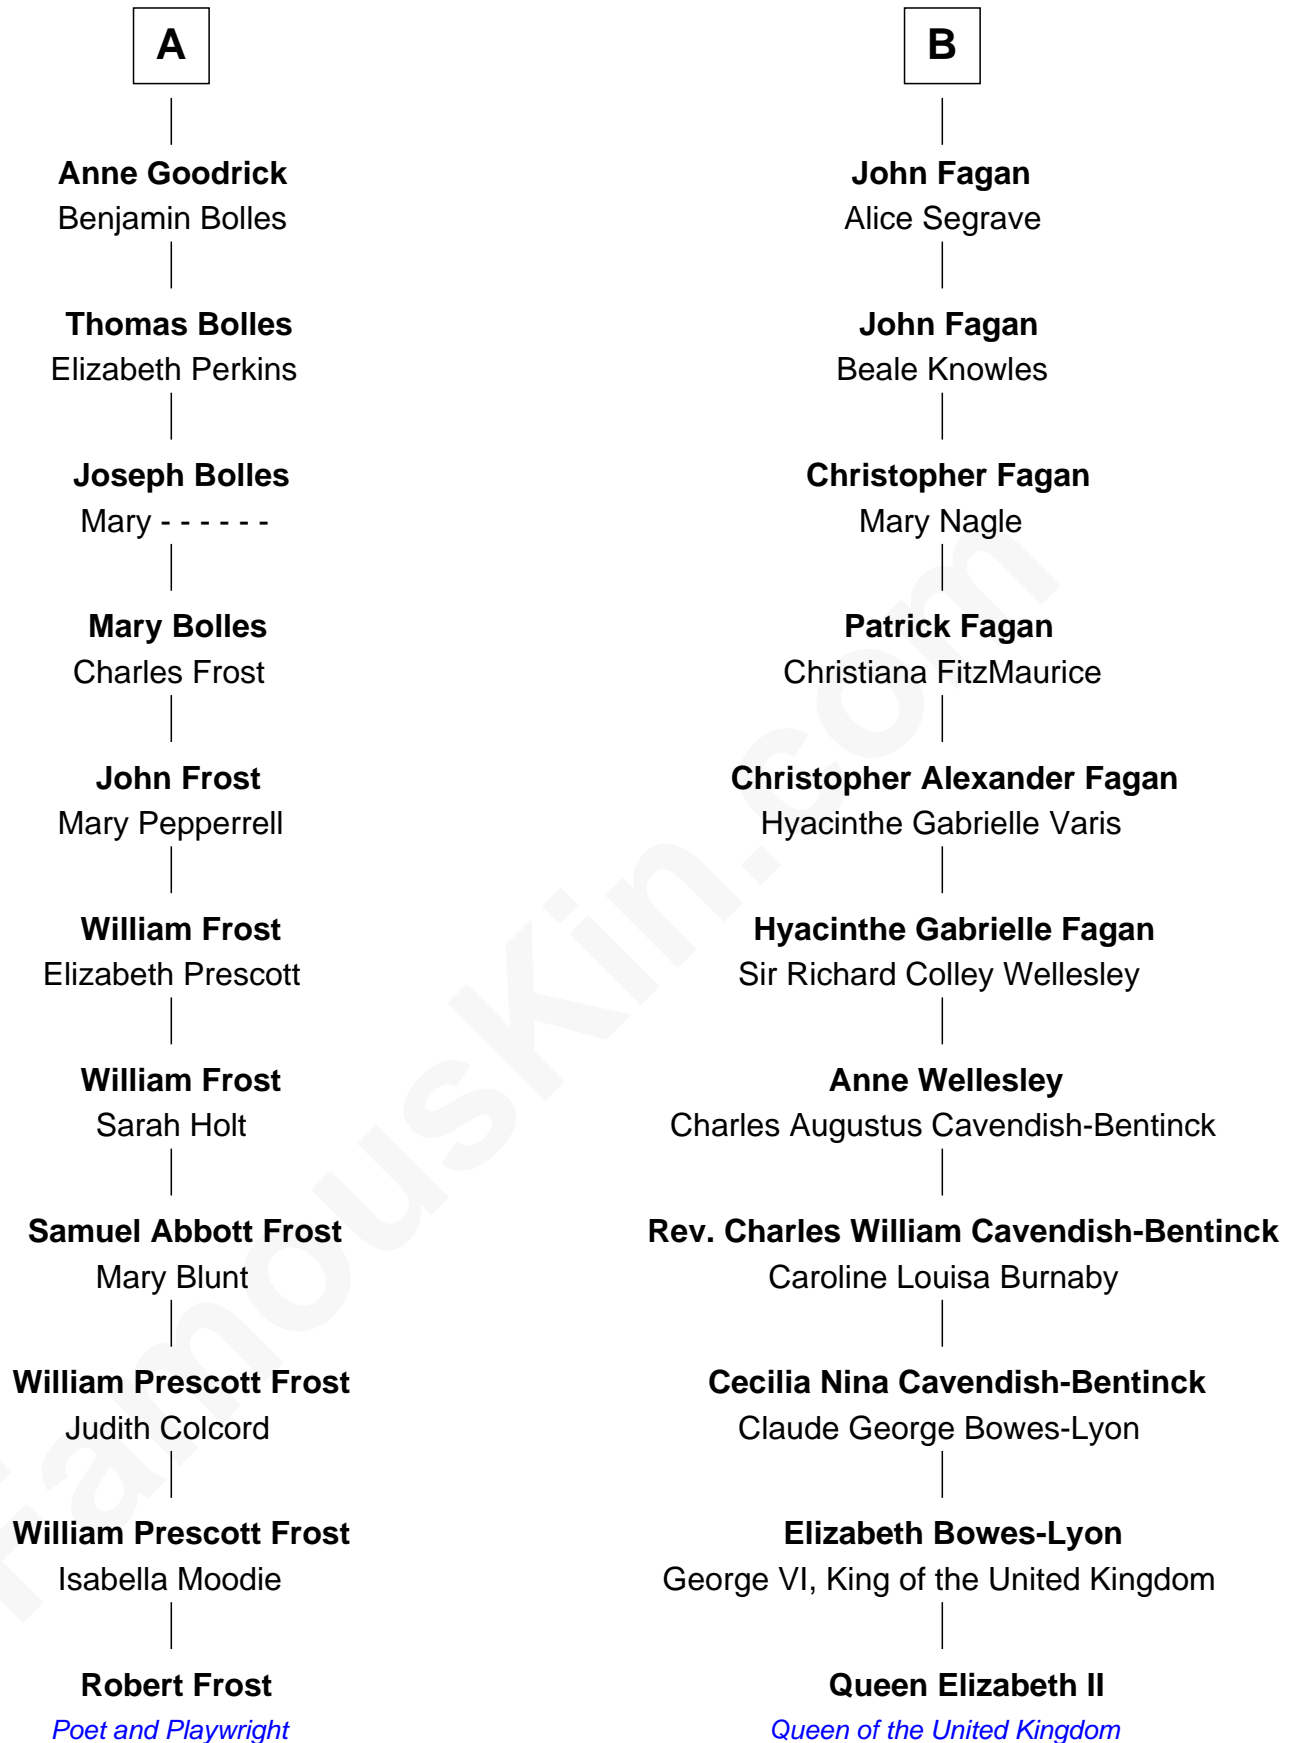 A
Anne Goodrick
Benjamin Bolles
Thomas Bolles
Elizabeth Perkins
Joseph Bolles
Mary - - - - - -
Mary Bolles
Charles Frost
John Frost
Mary Pepperrell
William Frost
Elizabeth Prescott
William Frost
Sarah Holt
Samuel Abbott Frost
Mary Blunt
William Prescott Frost
Judith Colcord
William Prescott Frost
Isabella Moodie
Robert Frost
Poet and Playwright
B
John Fagan
Alice Segrave
John Fagan
Beale Knowles
Christopher Fagan
Mary Nagle
Patrick Fagan
Christiana FitzMaurice
Christopher Alexander Fagan
Hyacinthe Gabrielle Varis
Hyacinthe Gabrielle Fagan
Sir Richard Colley Wellesley
Anne Wellesley
Charles Augustus Cavendish-Bentinck
Rev. Charles William Cavendish-Bentinck
Caroline Louisa Burnaby
Cecilia Nina Cavendish-Bentinck
Claude George Bowes-Lyon
Elizabeth Bowes-Lyon
George VI, King of the United Kingdom
Queen Elizabeth II
Queen of the United Kingdom
FamousKin.com